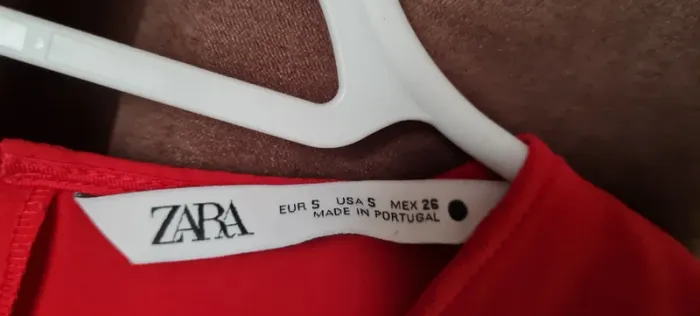 ZARA
EUR S USA S MEX 26
MADE IN PORTUGAL